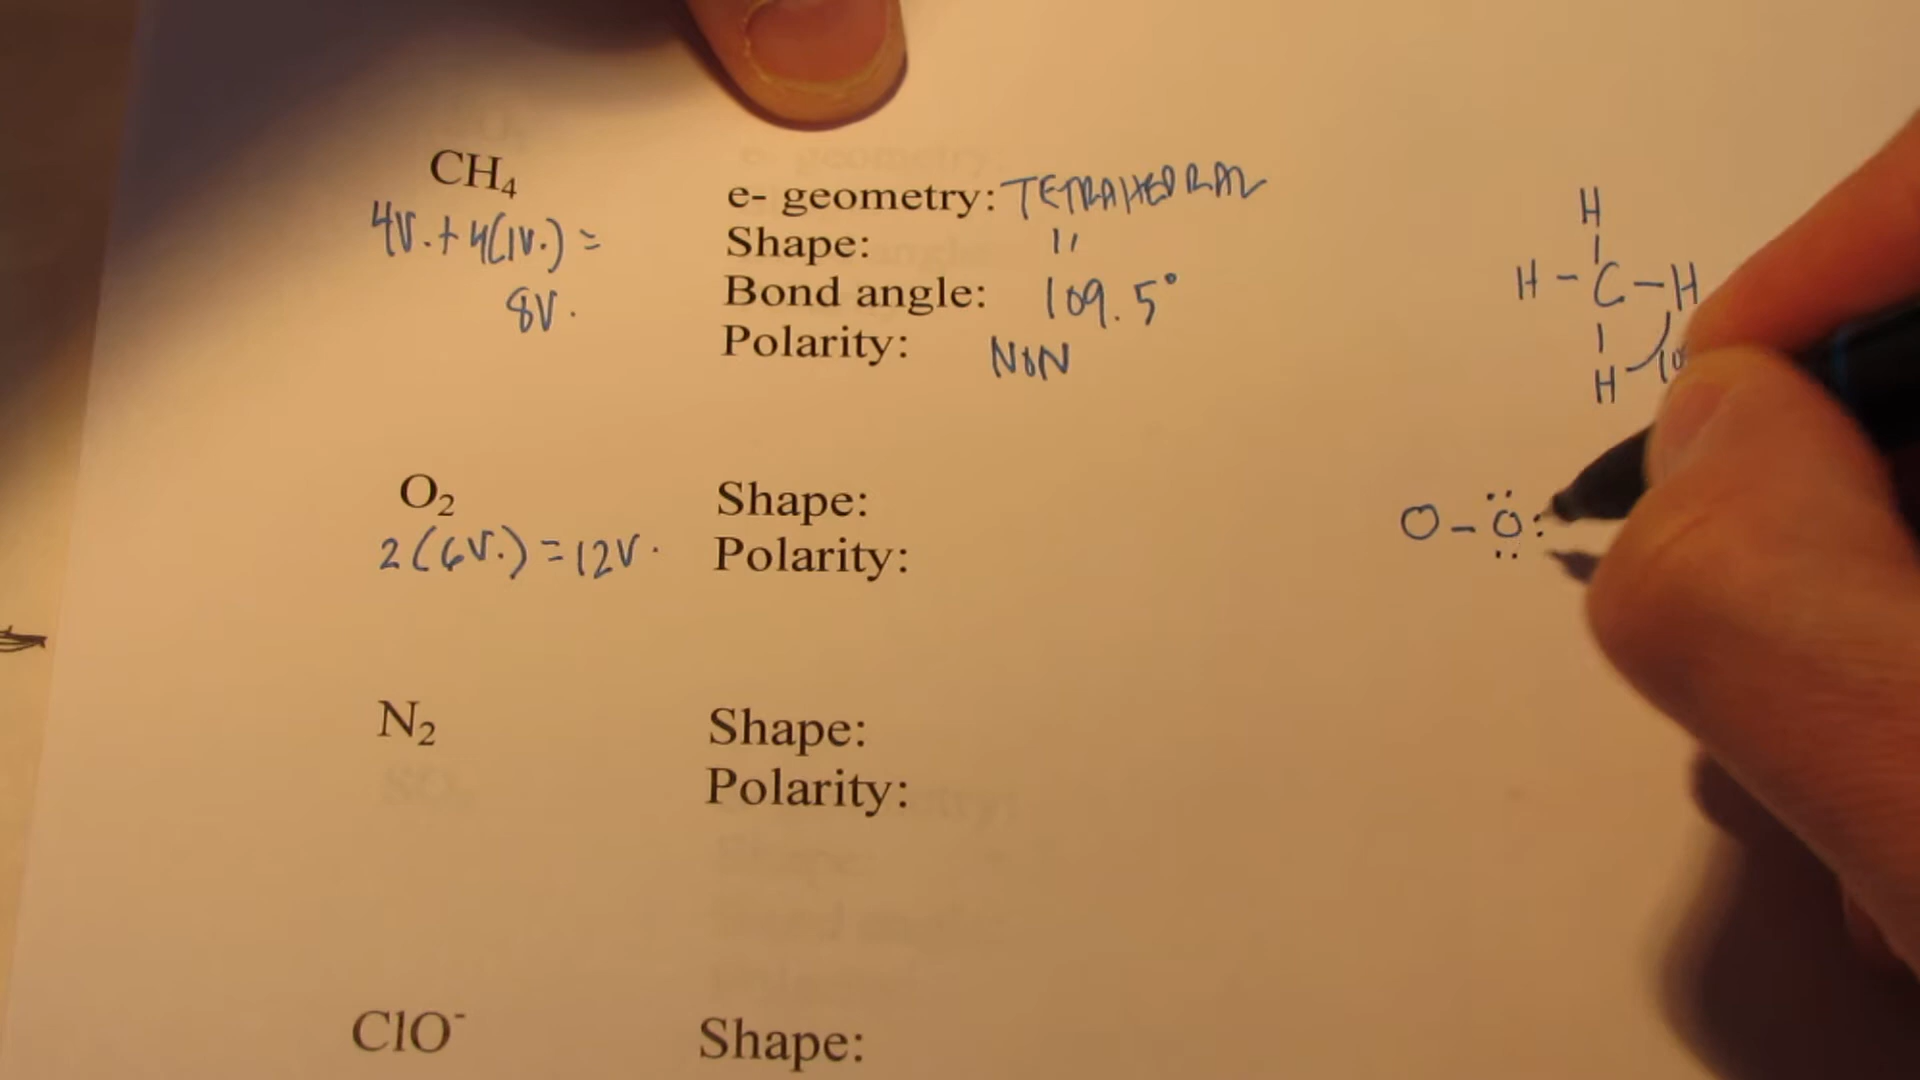 CH₄
4V. + 4(1V.) =
8V.
e- geometry: TETRAHEDRAL
Shape: "
Bond angle: 109.5°
Polarity: NON
H
H - C - H
H
O₂
2(6V.) = 12V.
Shape:
Polarity:
O - O
N₂
Shape:
Polarity:
ClO⁻
Shape: